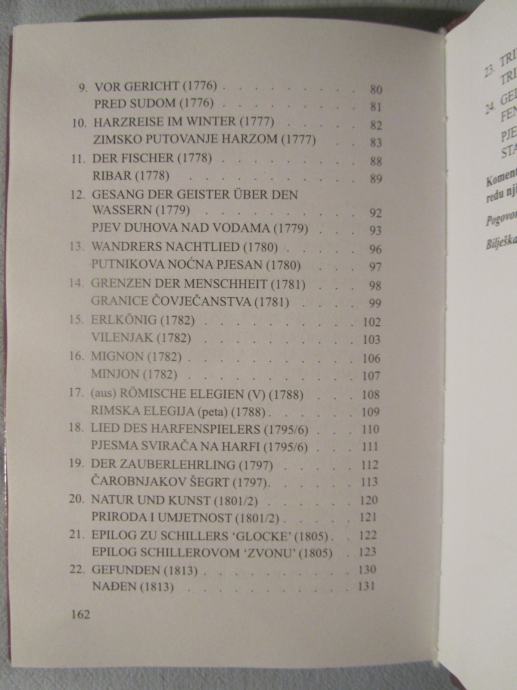 9. VOR GERICHT (1776) . . . . . . . . . . . 80
PRED SUDOM (1776) . . . . . . . . . . . 81
10. HARZREISE IM WINTER (1777) . . . . . . . 82
ZIMSKO PUTOVANJE HARZOM (1777) . . . . 83
11. DER FISCHER (1778) . . . . . . . . . . . 88
RIBAR (1778) . . . . . . . . . . . . . . 89
12. GESANG DER GEISTER ÜBER DEN
WASSERN (1779) . . . . . . . . . . . . . 92
PJEV DUHOVA NAD VODAMA (1779) . . . . 93
13. WANDRERS NACHTLIED (1780) . . . . . . . 96
PUTNIKOVA NOĆNA PJESAN (1780) . . . . . 97
14. GRENZEN DER MENSCHHEIT (1781) . . . . . 98
GRANICE ČOVJEČANSTVA (1781) . . . . . . 99
15. ERLKÖNIG (1782) . . . . . . . . . . . . 102
VILENJAK (1782) . . . . . . . . . . . . 103
16. MIGNON (1782) . . . . . . . . . . . . . 106
MINJON (1782) . . . . . . . . . . . . . 107
17. (aus) RÖMISCHE ELEGIEN (V) (1788) . . . . 108
RIMSKA ELEGIJA (peta) (1788) . . . . . . . 109
18. LIED DES HARFENSPIELERS (1795/6) . . . . 110
PJESMA SVIRAČA NA HARFI (1795/6) . . . . 111
19. DER ZAUBERLEHRLING (1797) . . . . . . . 112
ČAROBNJAKOV ŠEGRT (1797) . . . . . . . . 113
20. NATUR UND KUNST (1801/2) . . . . . . . . 120
PRIRODA I UMJETNOST (1801/2) . . . . . . 121
21. EPILOG ZU SCHILLERS 'GLOCKE' (1805) . . . 122
EPILOG SCHILLEROVOM 'ZVONU' (1805) . . . 123
22. GEFUNDEN (1813) . . . . . . . . . . . . 130
NAĐEN (1813) . . . . . . . . . . . . . . 131
162
23.
24.
Koment
redu nji
Pogovor
Bilješka